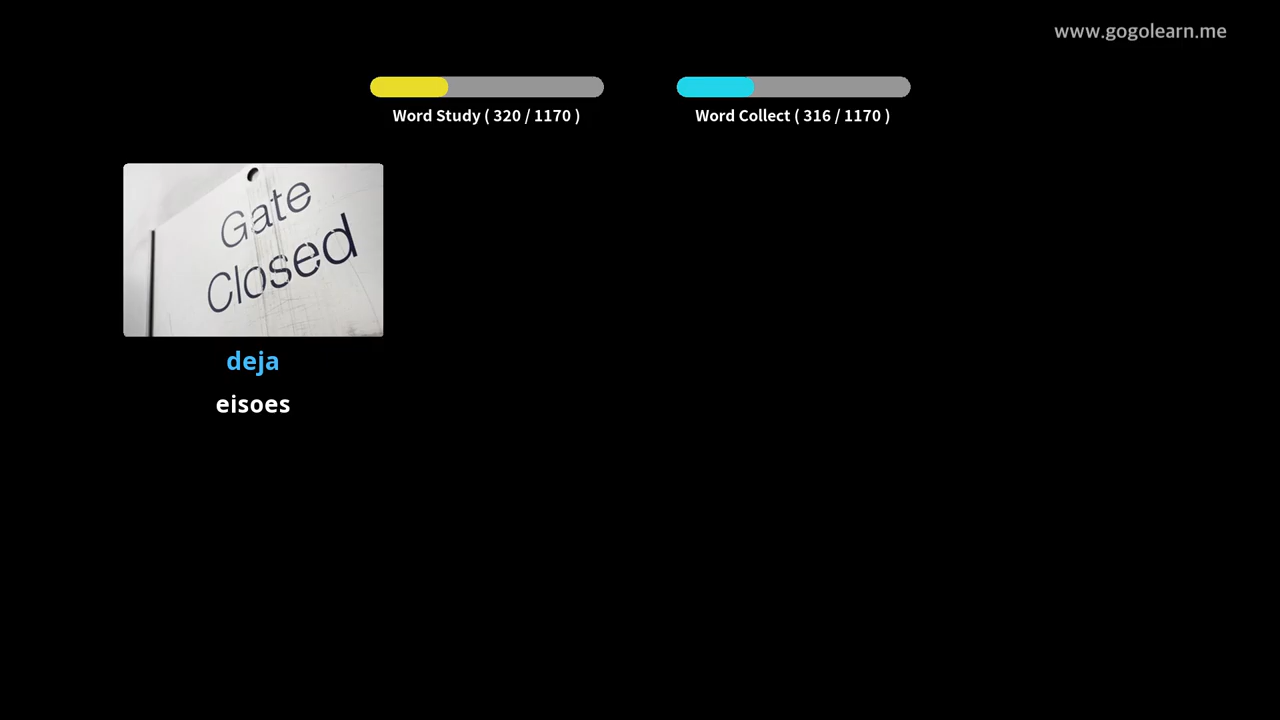 www.gogolearn.me
Word Study ( 320 / 1170 )
Word Collect ( 316 / 1170 )
Gate
Closed
deja
eisoes